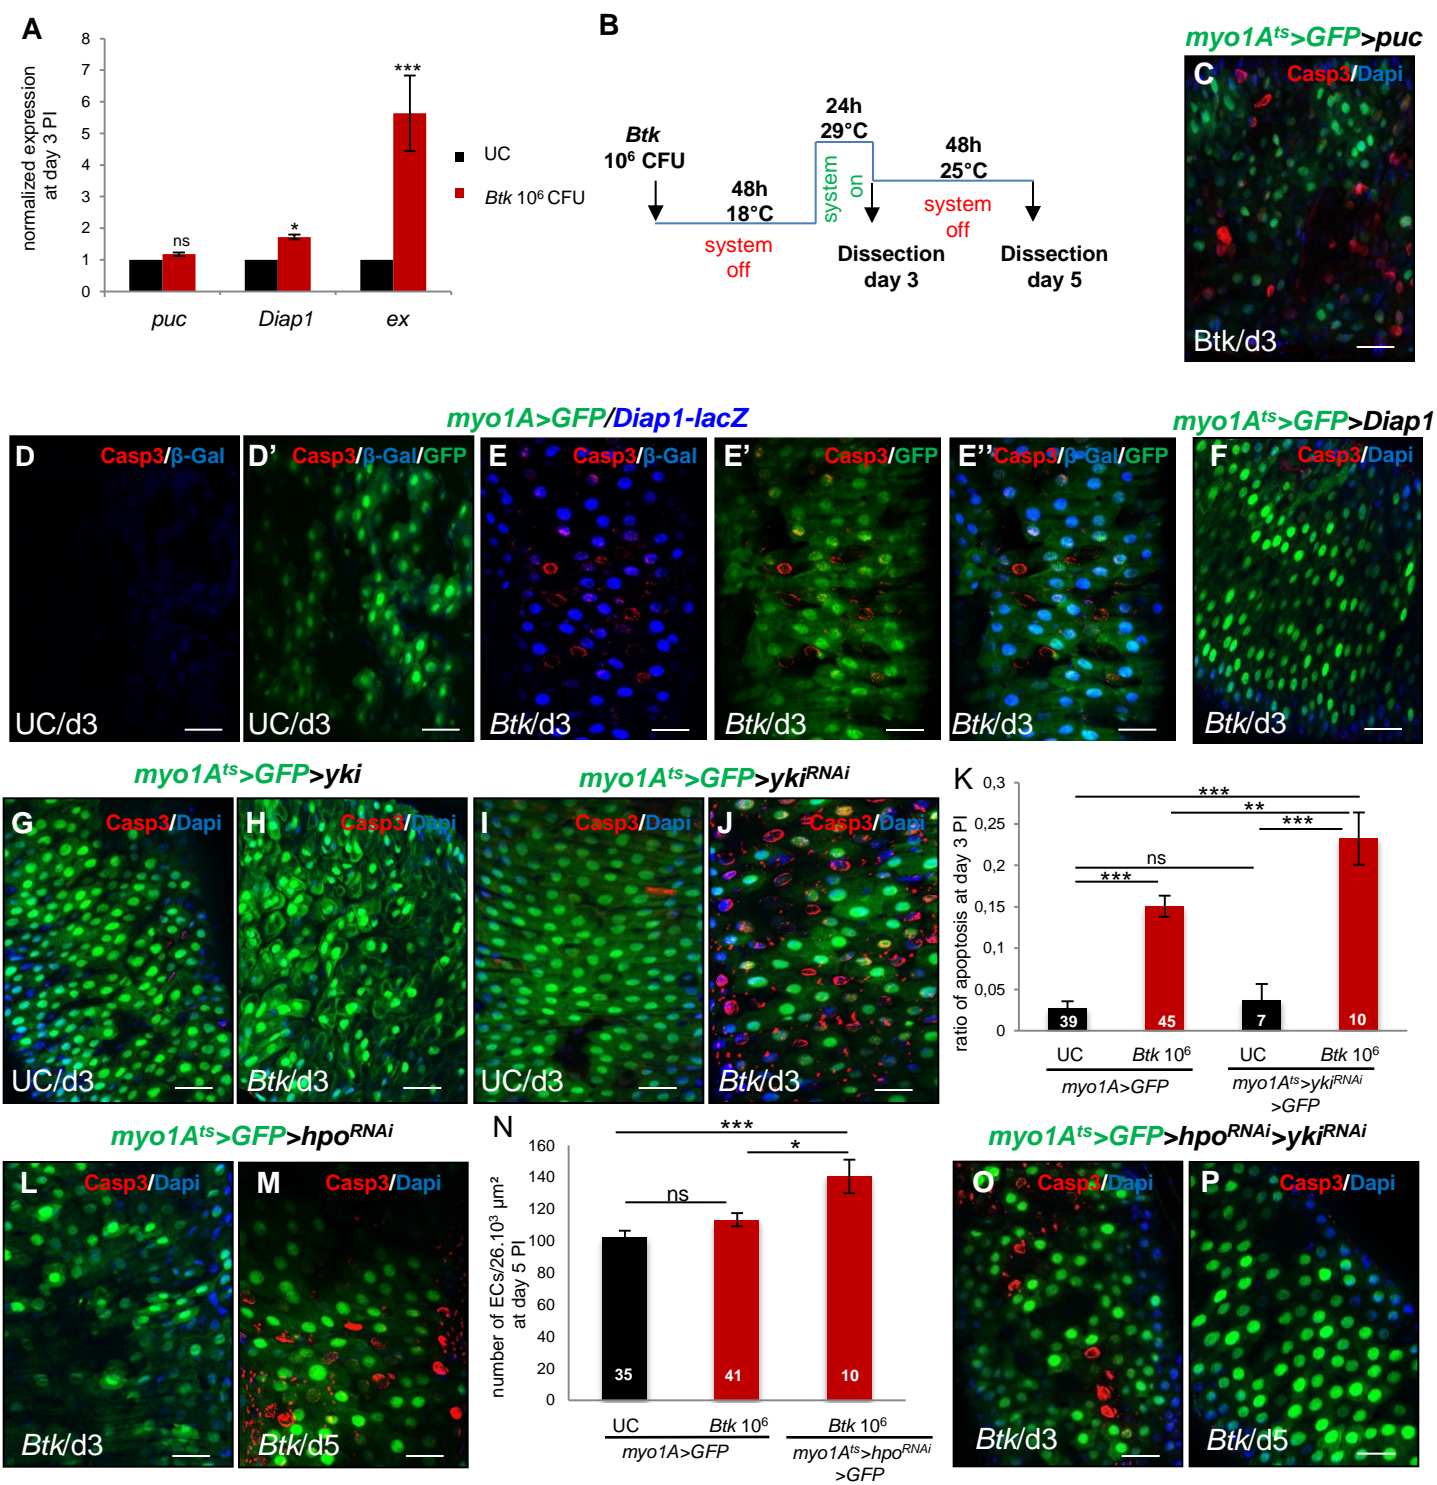 A
normalized expression
at day 3 PI
8
7
6
5
4
3
2
1
0
ns
*
***
puc
Diap1
ex
UC
Btk 10⁶ CFU
B
Btk
10⁶ CFU
48h
18°C
system
off
24h
29°C
system
on
48h
25°C
system
off
Dissection
day 3
Dissection
day 5
myo1Aᵗˢ>GFP>puc
C
Casp3/Dapi
Btk/d3
myo1A>GFP/Diap1-lacZ
D
Casp3/β-Gal
UC/d3
D’
Casp3/β-Gal/GFP
UC/d3
E
Casp3/β-Gal
Btk/d3
E’
Casp3/GFP
Btk/d3
E’’
Casp3/β-Gal/GFP
Btk/d3
myo1Aᵗˢ>GFP>Diap1
F
Casp3/Dapi
Btk/d3
myo1Aᵗˢ>GFP>yki
G
Casp3/Dapi
UC/d3
H
Casp3/Dapi
Btk/d3
myo1Aᵗˢ>GFP>ykiᴿᴺᴬⁱ
I
Casp3/Dapi
UC/d3
J
Casp3/Dapi
Btk/d3
K
ratio of apoptosis at day 3 PI
0,3
0,25
0,2
0,15
0,1
0,05
0
***
**
***
ns
***
39
45
7
10
UC
Btk 10⁶
UC
Btk 10⁶
myo1A>GFP
myo1Aᵗˢ>ykiᴿᴺᴬⁱ
>GFP
myo1Aᵗˢ>GFP>hpoᴿᴺᴬⁱ
L
Casp3/Dapi
Btk/d3
M
Casp3/Dapi
Btk/d5
N
number of ECs/26.10³ µm²
at day 5 PI
160
140
120
100
80
60
40
20
0
***
*
ns
35
41
10
UC
Btk 10⁶
Btk 10⁶
myo1A>GFP
myo1Aᵗˢ>hpoᴿᴺᴬⁱ
>GFP
myo1Aᵗˢ>GFP>hpoᴿᴺᴬⁱ>ykiᴿᴺᴬⁱ
O
Casp3/Dapi
Btk/d3
P
Casp3/Dapi
Btk/d5